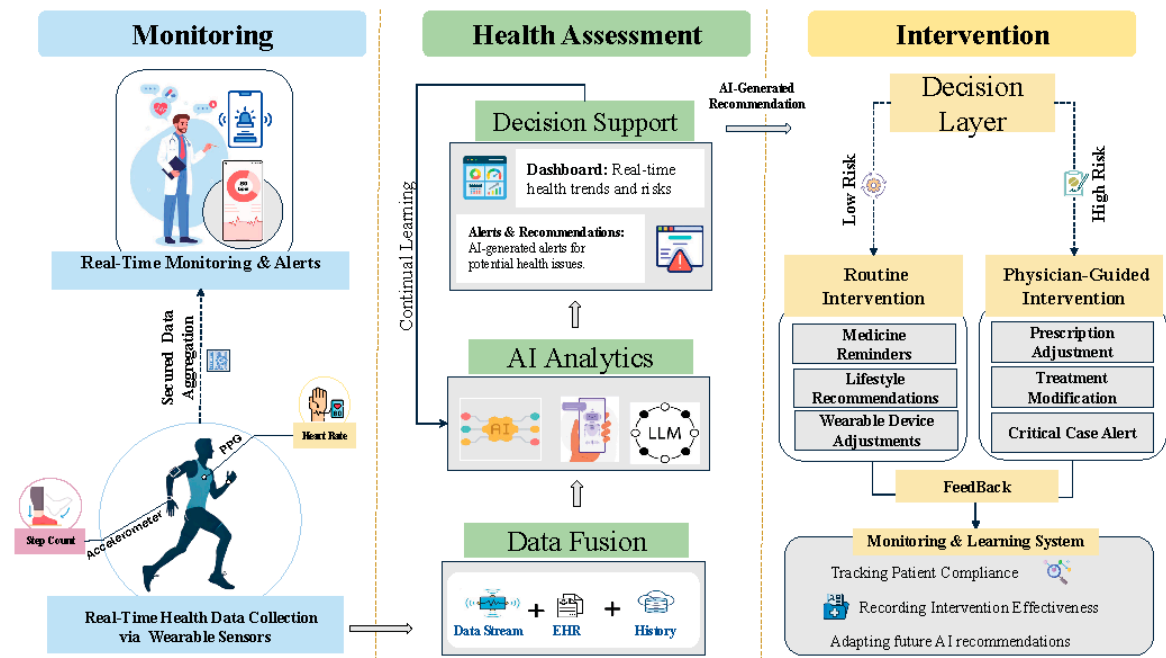 Monitoring
Real-Time Monitoring & Alerts
Secured Data
Aggregation
PPG
Heart Rate
Accelerometer
Step Count
Real-Time Health Data Collection
via Wearable Sensors
Health Assessment
Continual Learning
Decision Support
Dashboard: Real-time
health trends and risks
Alerts & Recommendations:
AI-generated alerts for
potential health issues.
AI Analytics
AI
LLM
Data Fusion
Data Stream
+
EHR
+
History
AI-Generated
Recommendation
Intervention
Decision
Layer
Low Risk
High Risk
Routine
Intervention
Medicine
Reminders
Lifestyle
Recommendations
Wearable Device
Adjustments
Physician-Guided
Intervention
Prescription
Adjustment
Treatment
Modification
Critical Case Alert
FeedBack
Monitoring & Learning System
Tracking Patient Compliance
Recording Intervention Effectiveness
Adapting future AI recommendations